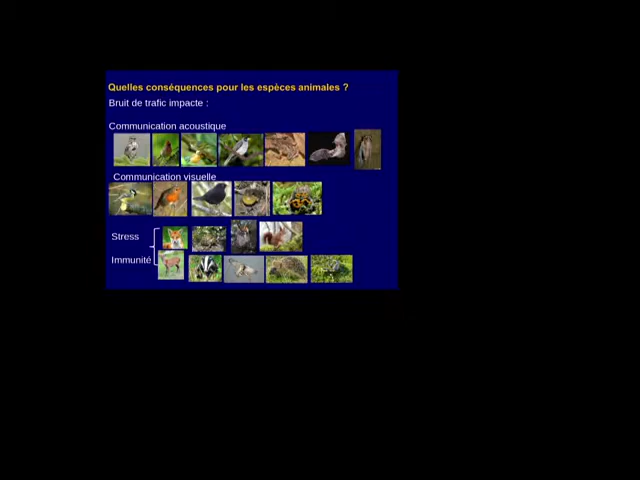 Quelles conséquences pour les espèces animales ?
Bruit de trafic impacte :
Communication acoustique
Communication visuelle
Stress
Immunité